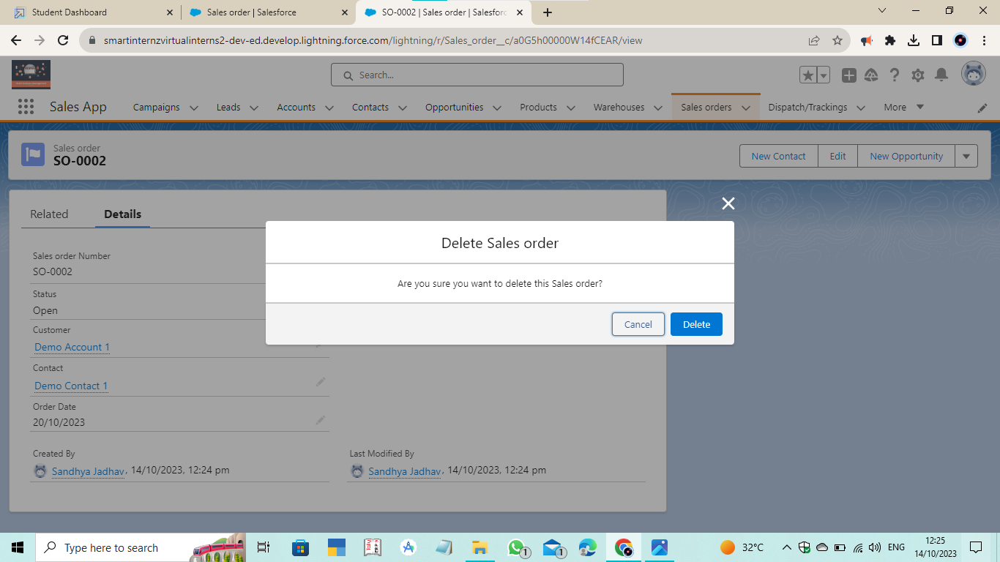 Student Dashboard
Sales order | Salesforce
SO-0002 | Sales order | Salesforc
smartinternzvirtualinterns2-dev-ed.develop.lightning.force.com/lightning/r/Sales_order__c/a0G5h00000W14fCEAR/view
Search...
Sales App
Campaigns
Leads
Accounts
Contacts
Opportunities
Products
Warehouses
Sales orders
Dispatch/Trackings
More
Sales order
SO-0002
New Contact
Edit
New Opportunity
Related
Details
Delete Sales order
Are you sure you want to delete this Sales order?
Cancel
Delete
Sales order Number
SO-0002
Status
Open
Customer
Demo Account 1
Contact
Demo Contact 1
Order Date
20/10/2023
Created By
Sandhya Jadhav, 14/10/2023, 12:24 pm
Last Modified By
Sandhya Jadhav, 14/10/2023, 12:24 pm
Type here to search
1
1
32°C
ENG
12:25
14/10/2023